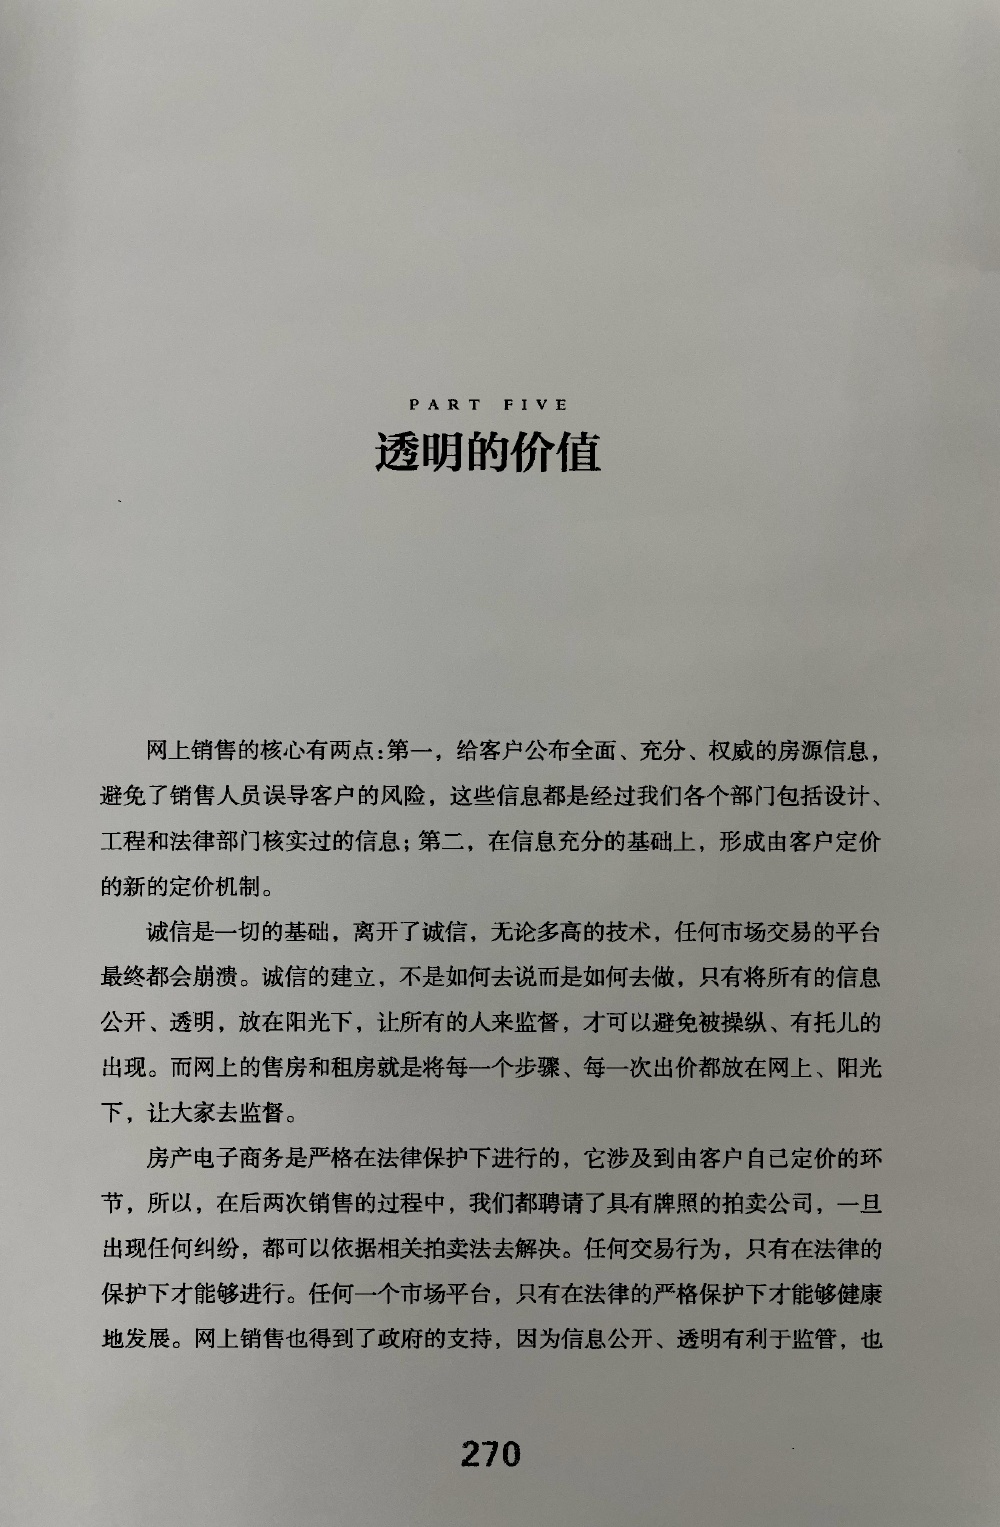 PART FIVE
透明的价值
网上销售的核心有两点:第一，给客户公布全面、充分、权威的房源信息，
避免了销售人员误导客户的风险，这些信息都是经过我们各个部门包括设计、
工程和法律部门核实过的信息；第二，在信息充分的基础上，形成由客户定价
的新的定价机制。
诚信是一切的基础，离开了诚信，无论多高的技术，任何市场交易的平台
最终都会崩溃。诚信的建立，不是如何去说而是如何去做，只有将所有的信息
公开、透明，放在阳光下，让所有的人来监督，才可以避免被操纵、有托儿的
出现。而网上的售房和租房就是将每一个步骤、每一次出价都放在网上、阳光
下，让大家去监督。
房产电子商务是严格在法律保护下进行的，它涉及到由客户自己定价的环
节，所以，在后两次销售的过程中，我们都聘请了具有牌照的拍卖公司，一旦
出现任何纠纷，都可以依据相关拍卖法去解决。任何交易行为，只有在法律的
保护下才能够进行。任何一个市场平台，只有在法律的严格保护下才能够健康
地发展。网上销售也得到了政府的支持，因为信息公开、透明有利于监管，也
270